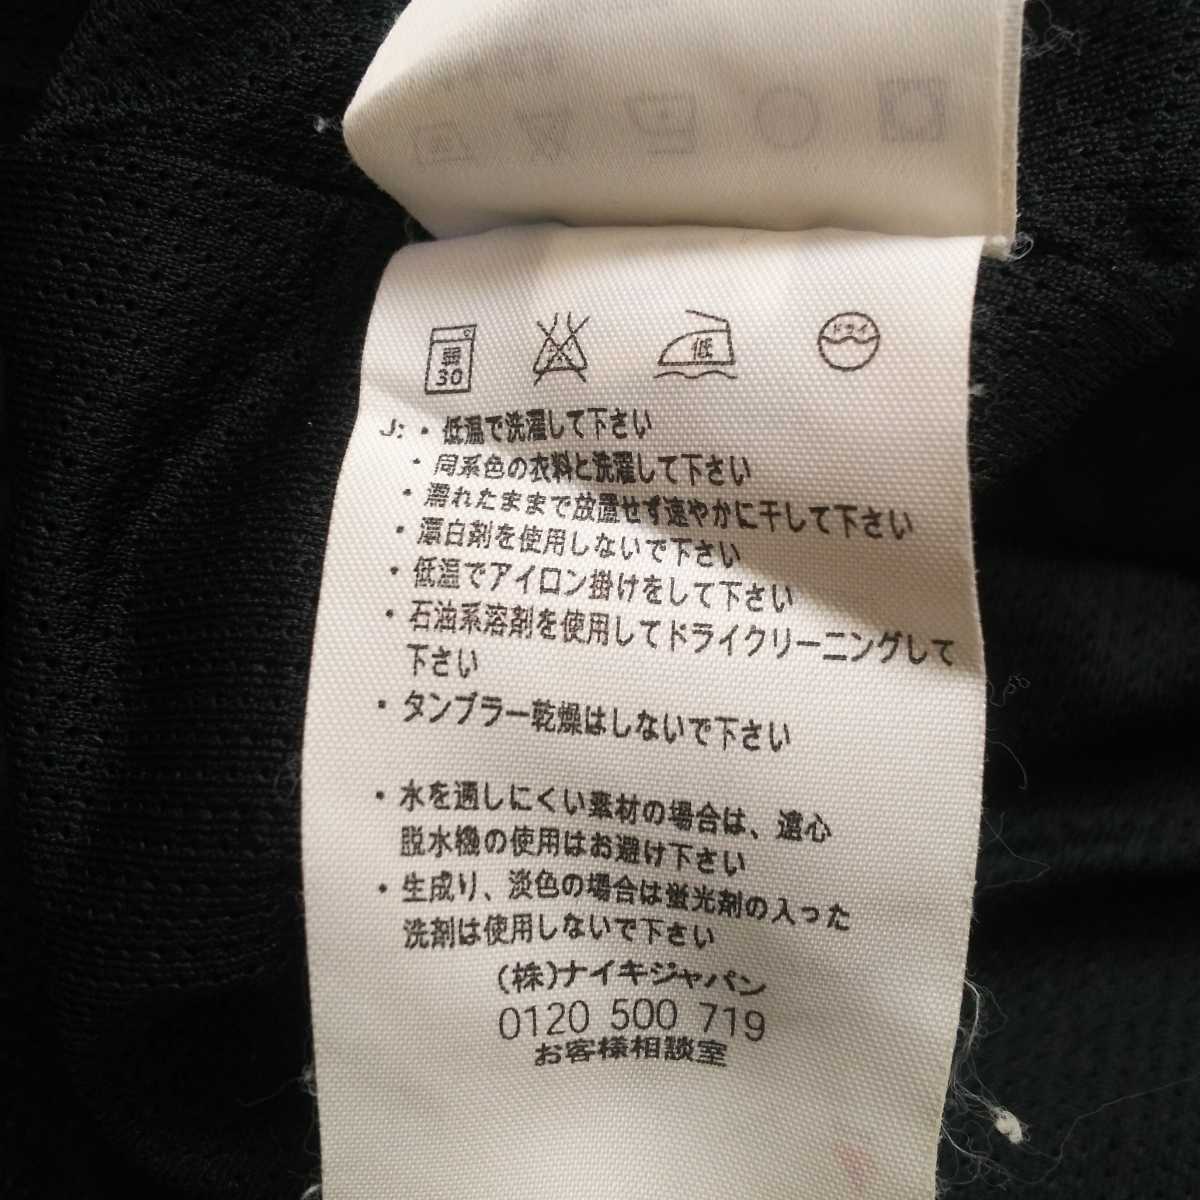 C
弱
30
低
ドライ
J: ・低温で洗濯して下さい
・同系色の衣料と洗濯して下さい
・濡れたままで放置せず速やかに干して下さい
・漂白剤を使用しないで下さい
・低温でアイロン掛けをして下さい
・石油系溶剤を使用してドライクリーニングして
下さい
・タンブラー乾燥はしないで下さい
・水を通しにくい素材の場合は、遠心
脱水機の使用はお避け下さい
・生成り、淡色の場合は蛍光剤の入った
洗剤は使用しないで下さい
(株)ナイキジャパン
0120 500 719
お客様相談室